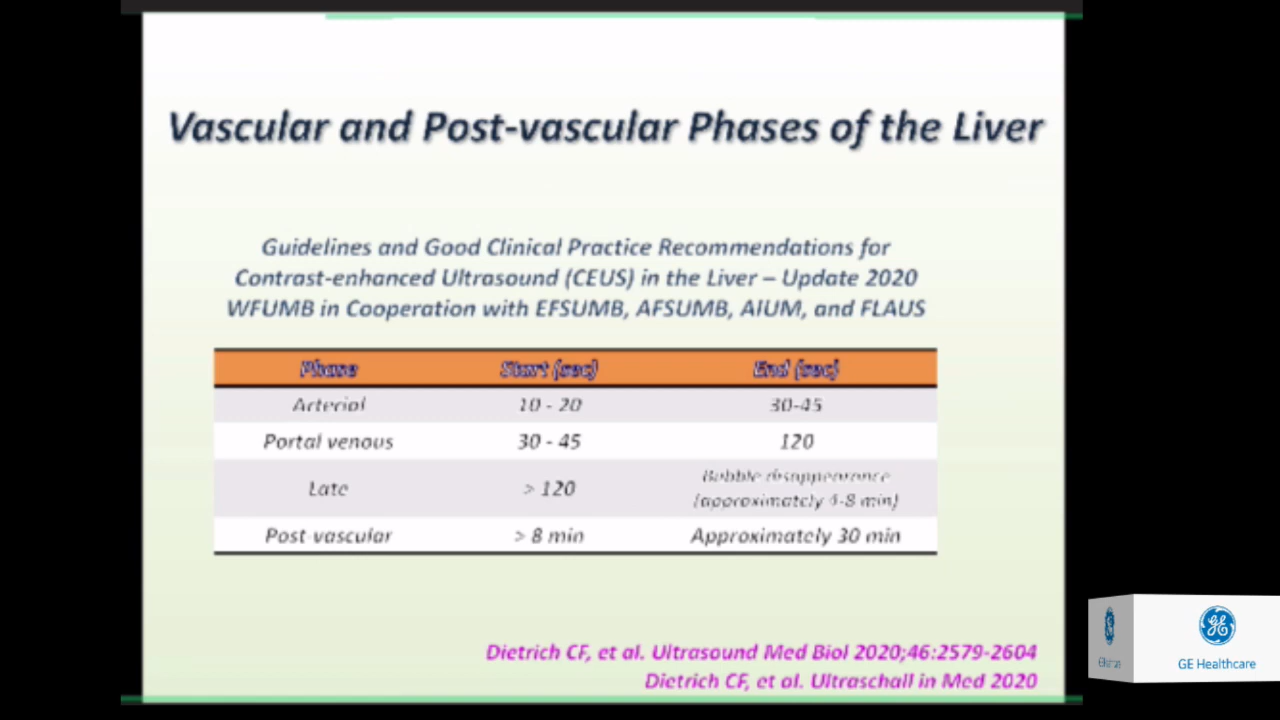 Vascular and Post-vascular Phases of the Liver
Guidelines and Good Clinical Practice Recommendations for
Contrast-enhanced Ultrasound (CEUS) in the Liver – Update 2020
WFUMB in Cooperation with EFSUMB, AFSUMB, AIUM, and FLAUS
Phase Start (sec) End (sec)
Arterial 10 - 20 30-45
Portal venous 30 - 45 120
Late > 120 Bubble disappearance
(approximately 4-8 min)
Post-vascular > 8 min Approximately 30 min
Dietrich CF, et al. Ultrasound Med Biol 2020;46:2579-2604
Dietrich CF, et al. Ultraschall in Med 2020
GE Healthcare